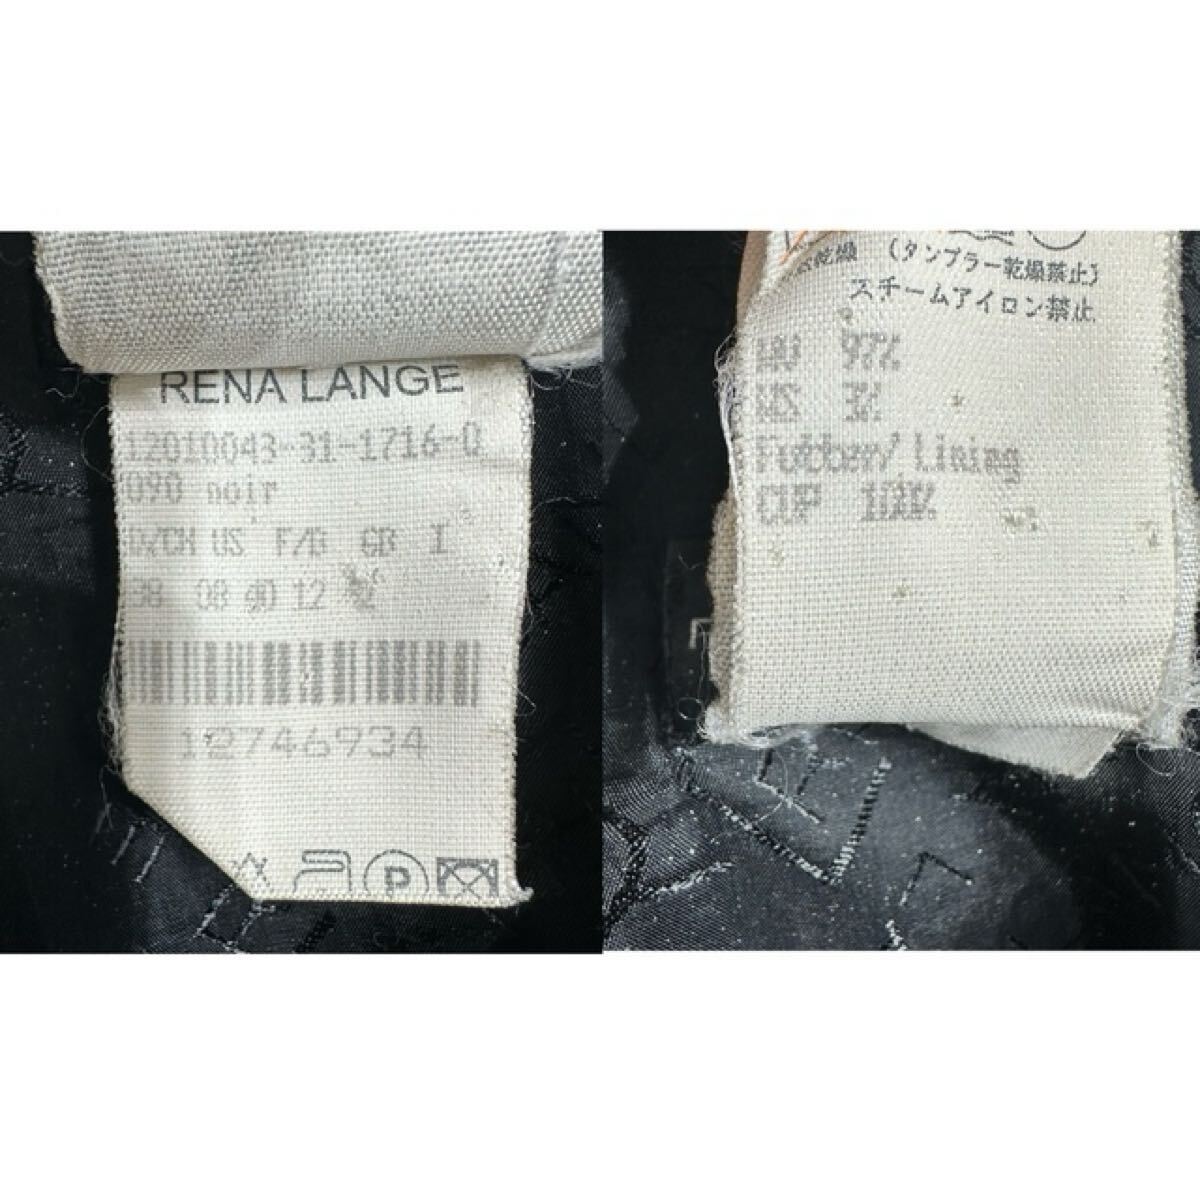 RENA LANGE
12010043-31-1716-0
090 noir
D/CH US F/B GB I
38 08 40 12
12746934
P
(タンブラー乾燥禁止)
スチームアイロン禁止
WV 97%
WS 3%
Futter/Lining
CUP 100%